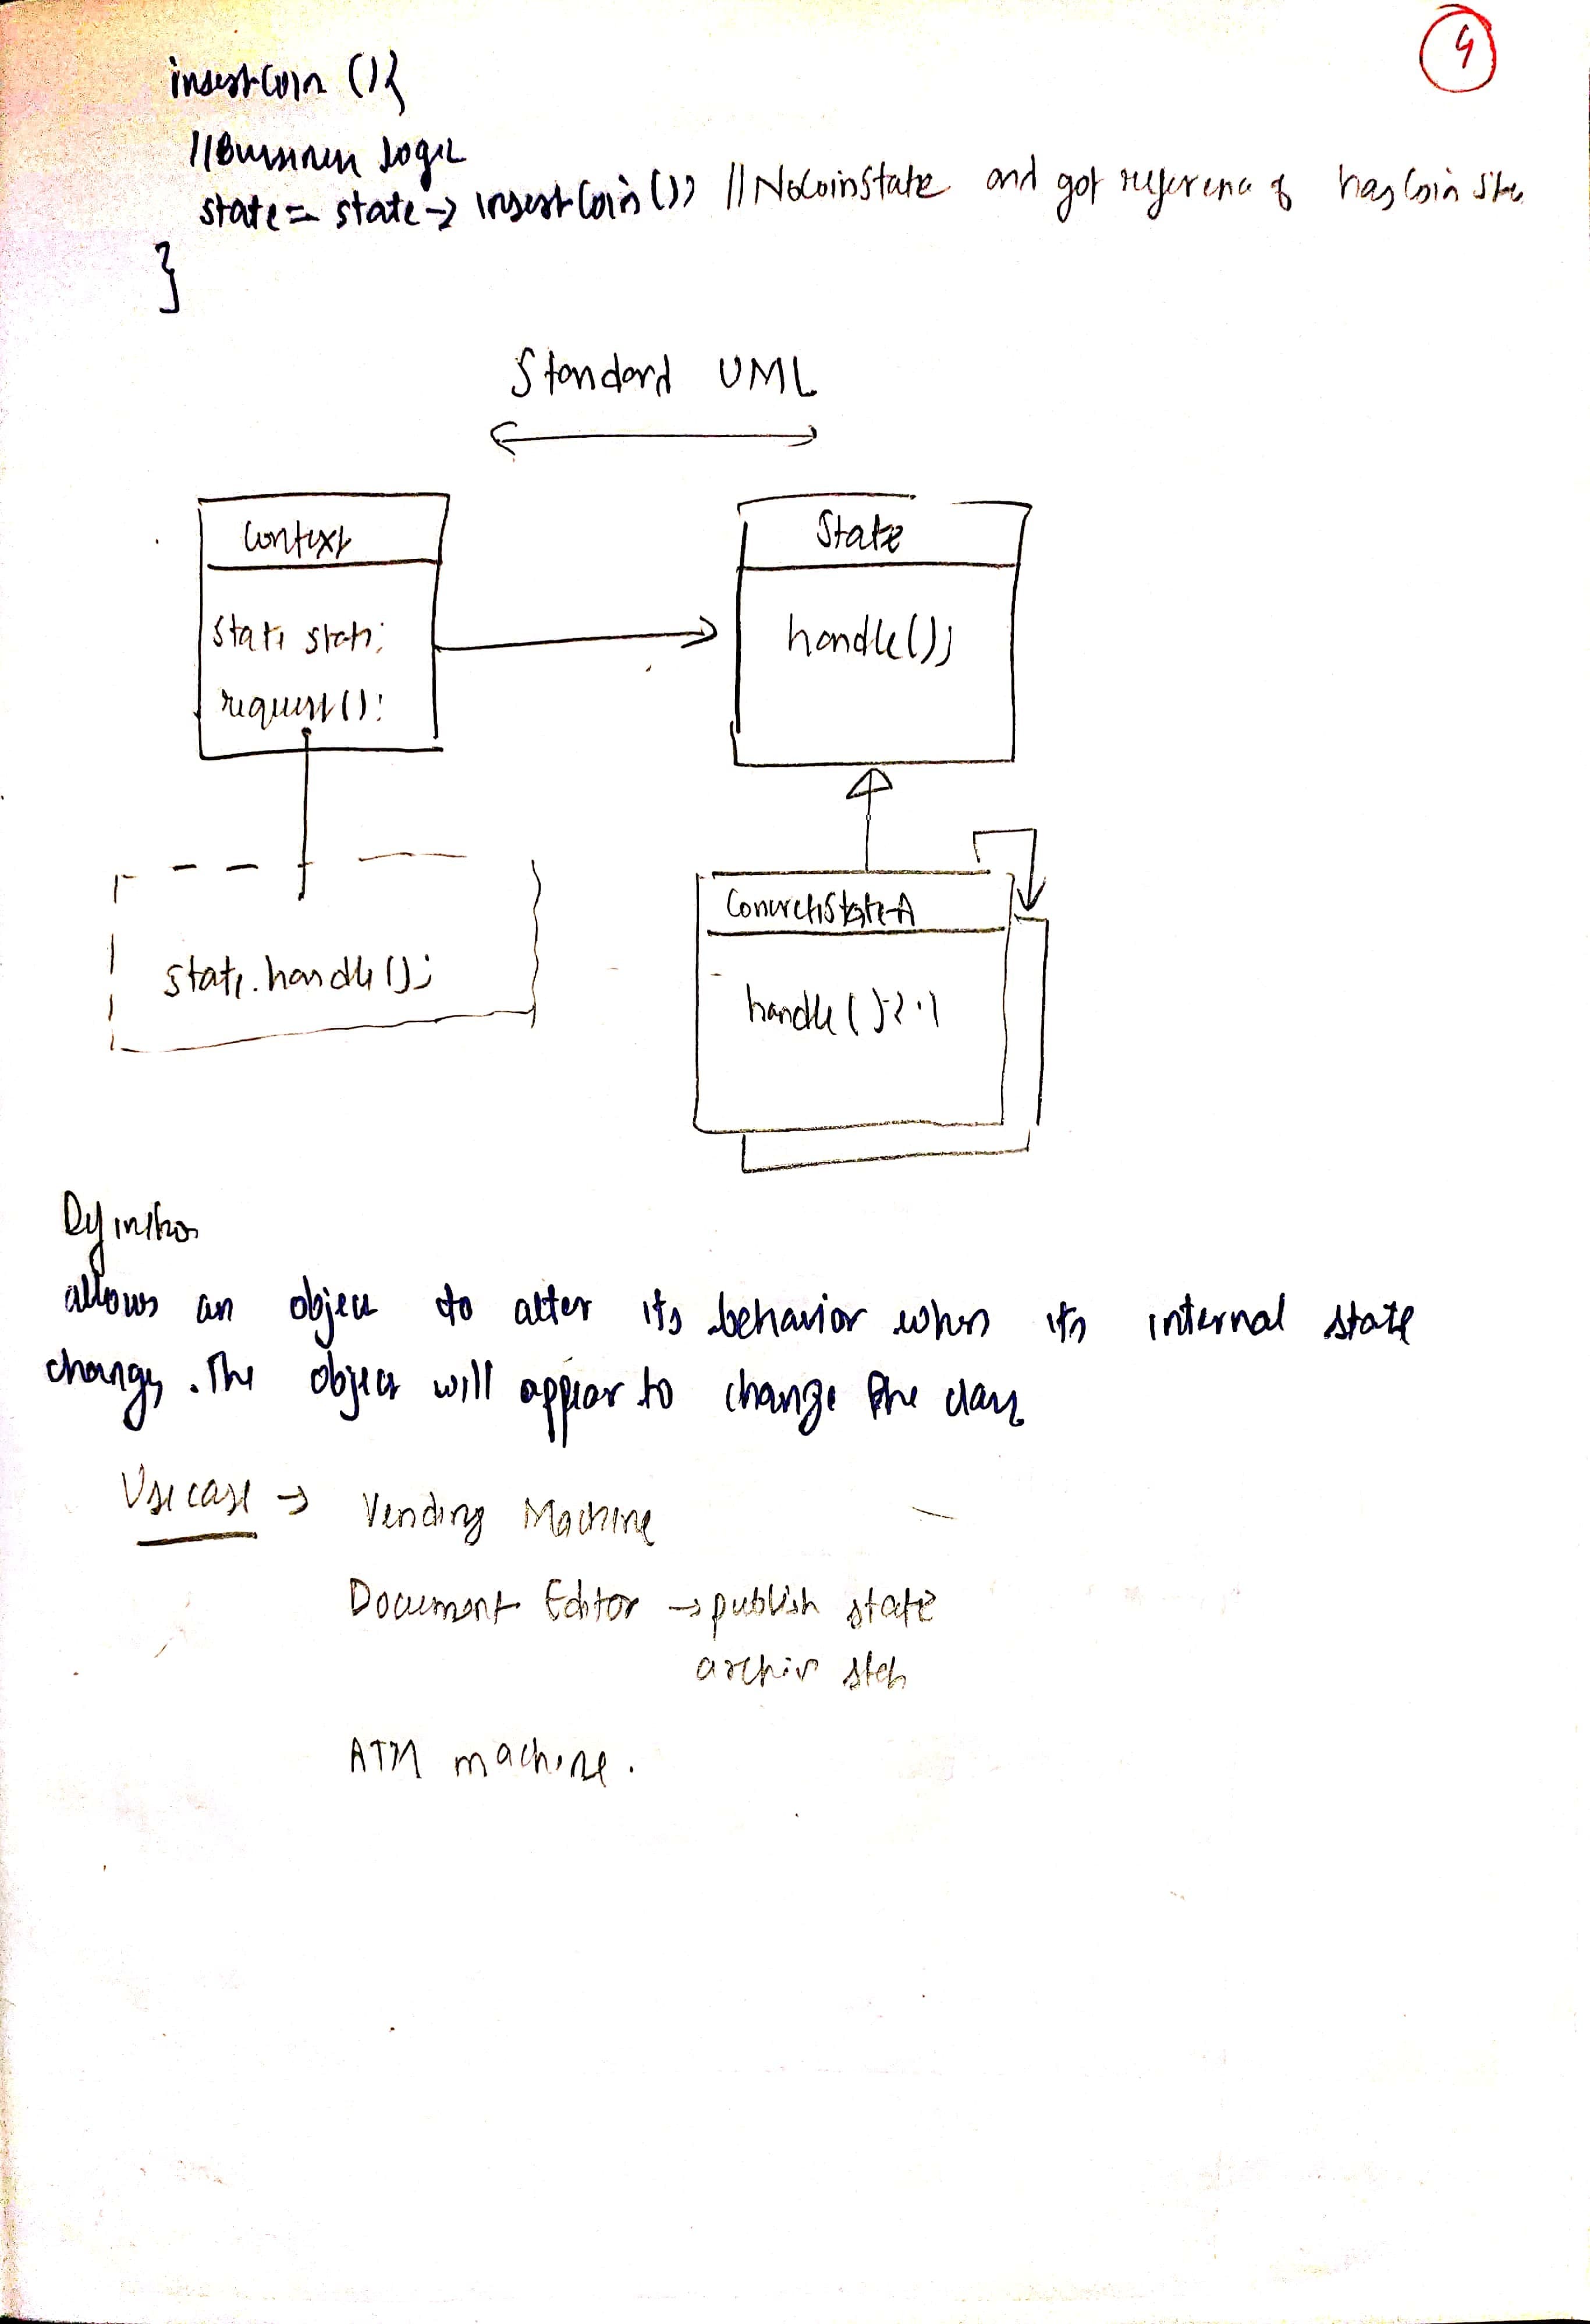 4
insertCoin (){
//Business Logic
state = state -> insertCoin(); // NoCoinState and got reference of hasCoin State
}
Standard UML
Context
State state;
request();
State
handle();
state.handle();
ConcreteStateA
handle(){.}
Definition
allows an object to alter its behavior when its internal state
changes. The object will appear to change the class
Use case → Vending Machine
Document Editor → publish state
archive state
ATM machine.